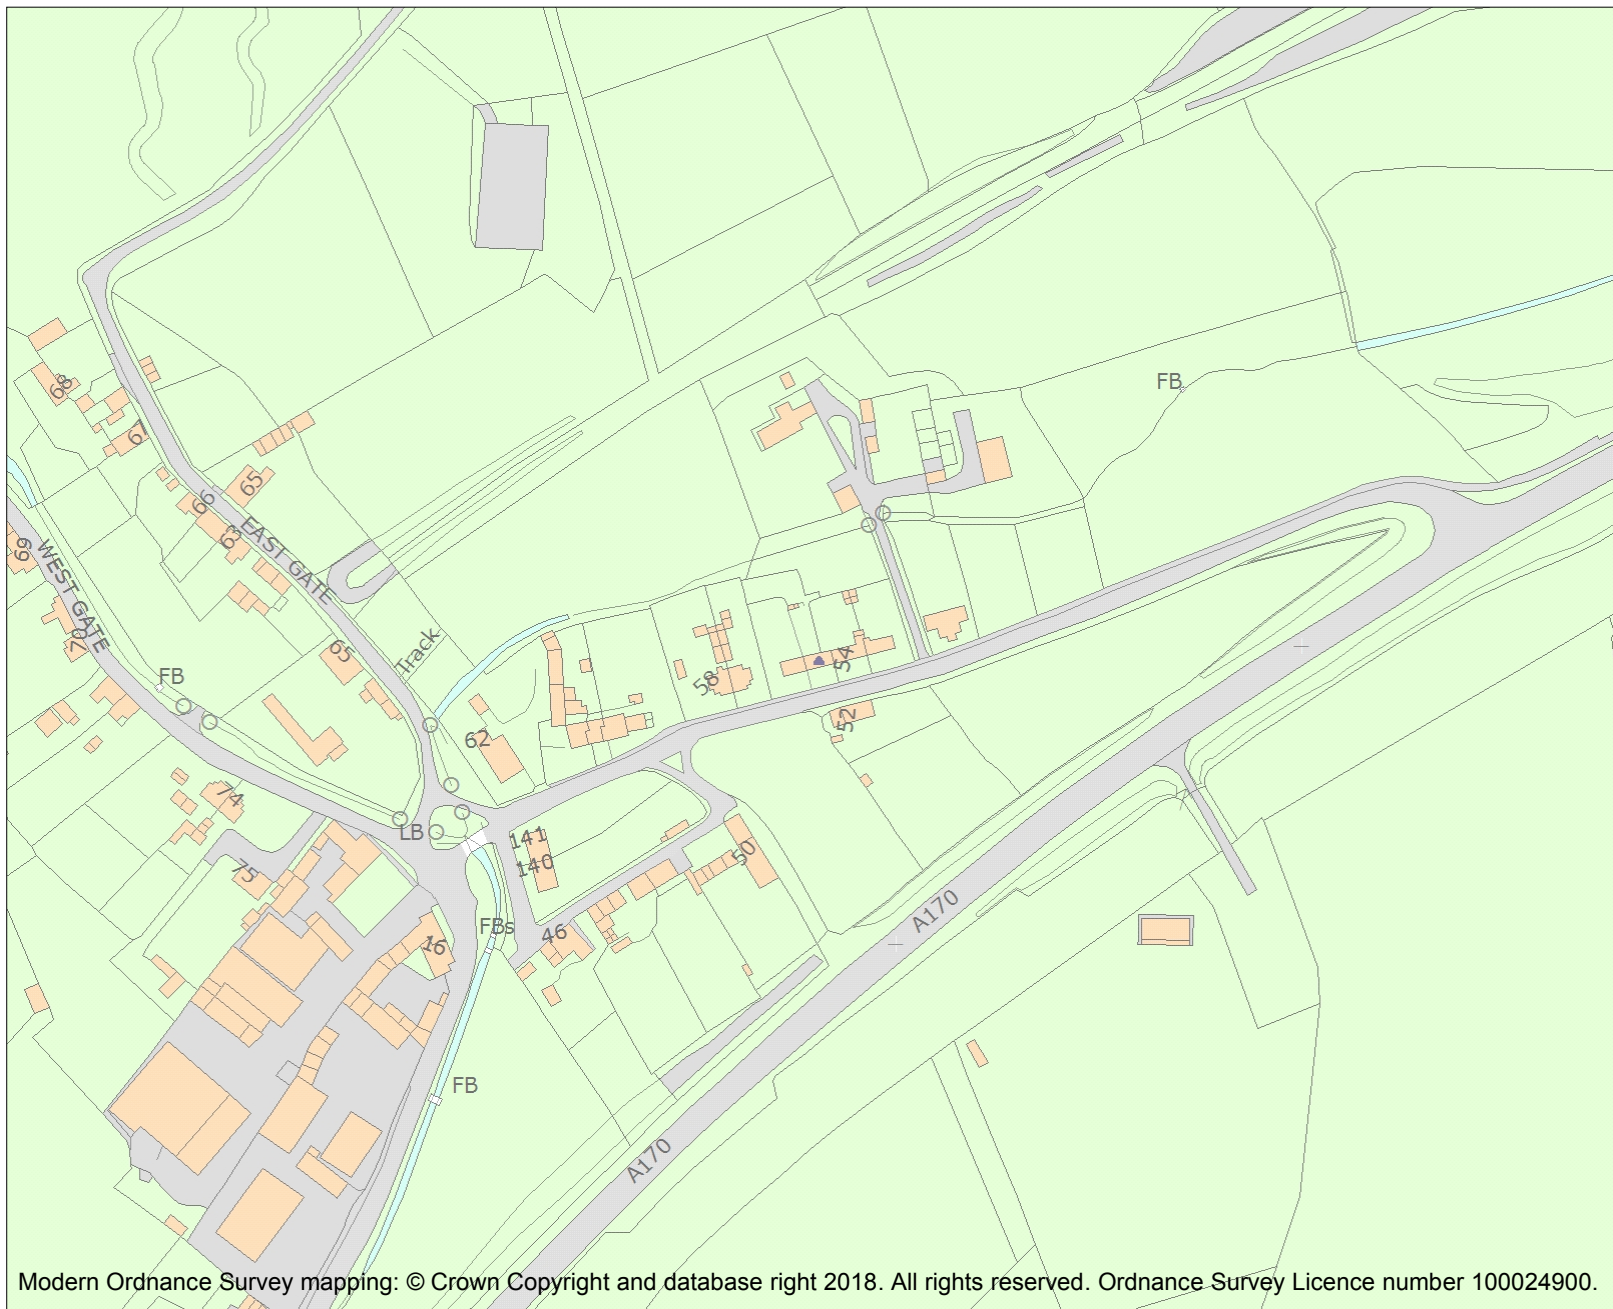 FB
68
67
65
66
63
EAST GATE
69
WEST GATE
70
65
Track
FB
54
58
52
62
74
LB
141
140
75
50
A170
FBs
46
16
FB
A170
Modern Ordnance Survey mapping: © Crown Copyright and database right 2018. All rights reserved. Ordnance Survey Licence number 100024900.